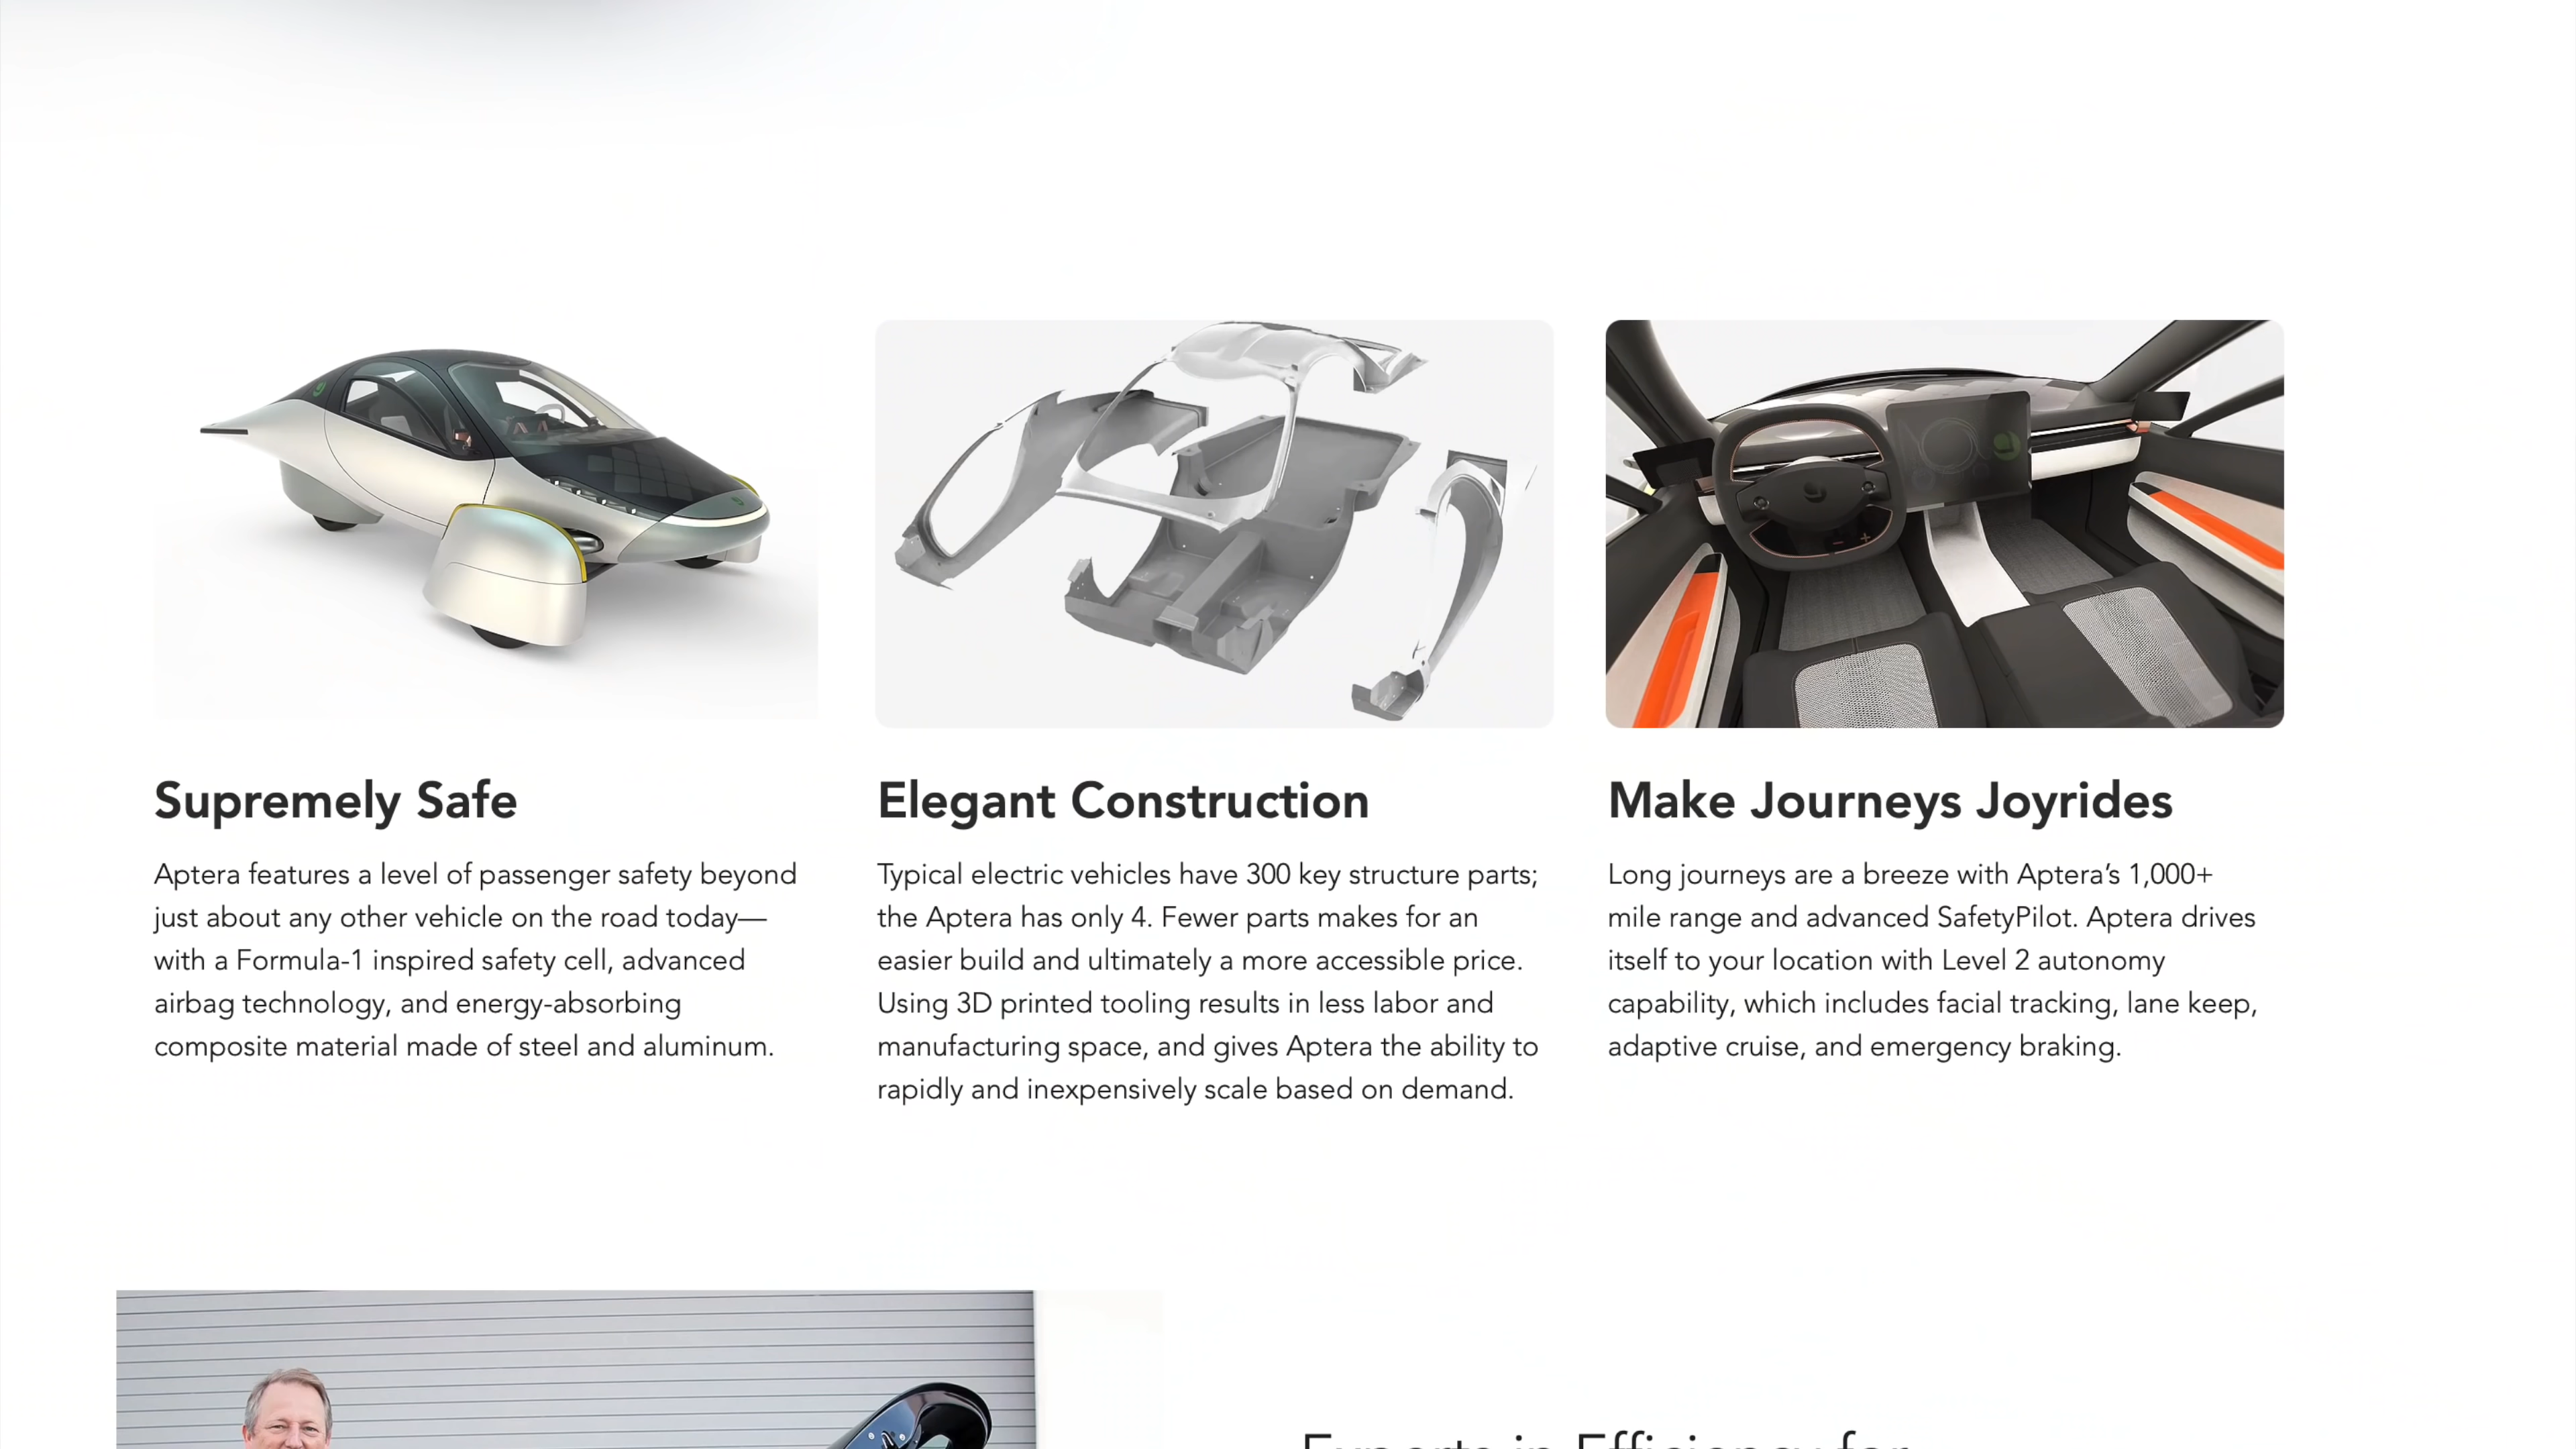 Supremely Safe
Aptera features a level of passenger safety beyond
just about any other vehicle on the road today—
with a Formula-1 inspired safety cell, advanced
airbag technology, and energy-absorbing
composite material made of steel and aluminum.
Elegant Construction
Typical electric vehicles have 300 key structure parts;
the Aptera has only 4. Fewer parts makes for an
easier build and ultimately a more accessible price.
Using 3D printed tooling results in less labor and
manufacturing space, and gives Aptera the ability to
rapidly and inexpensively scale based on demand.
Make Journeys Joyrides
Long journeys are a breeze with Aptera’s 1,000+
mile range and advanced SafetyPilot. Aptera drives
itself to your location with Level 2 autonomy
capability, which includes facial tracking, lane keep,
adaptive cruise, and emergency braking.
Experts in Efficiency for